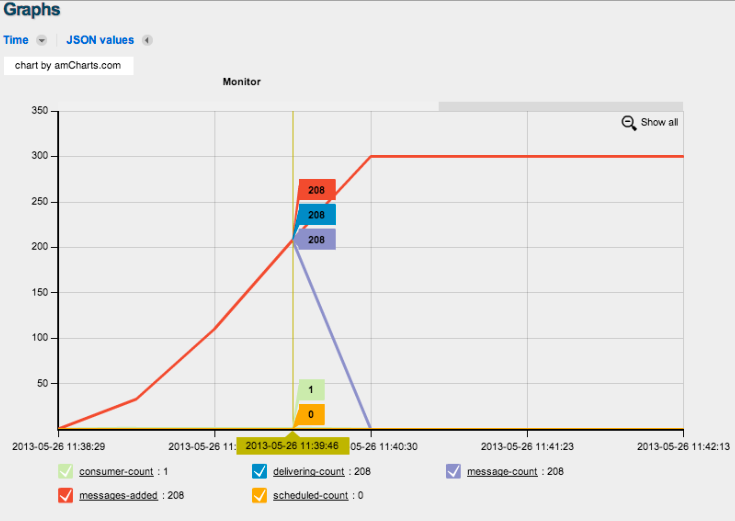 Graphs
Time JSON values
chart by amCharts.com
Monitor
350
Show all
300
250
200
150
100
50
208
208
208
1
0
2013-05-26 11:38:29 2013-05-26 11: 2013-05-26 11:39:46 05-26 11:40:30 2013-05-26 11:41:23 2013-05-26 11:42:13
consumer-count : 1 delivering-count : 208 message-count : 208
messages-added : 208 scheduled-count : 0